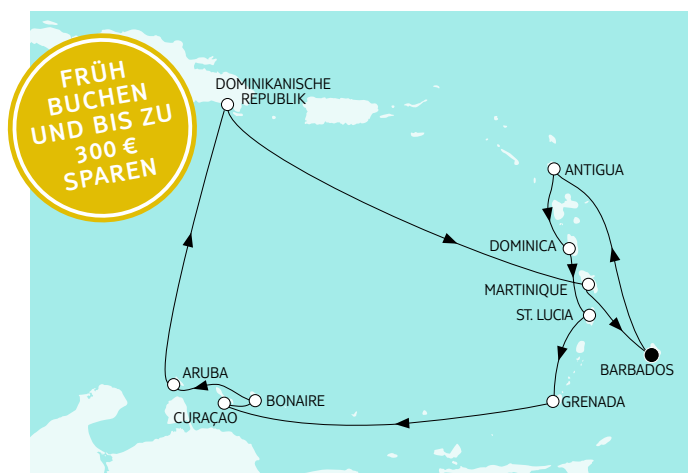 FRÜH
BUCHEN
UND BIS ZU
300 €
SPAREN
DOMINIKANISCHE
REPUBLIK
ANTIGUA
DOMINICA
MARTINIQUE
ST. LUCIA
BARBADOS
ARUBA
BONAIRE
GRENADA
CURAÇAO